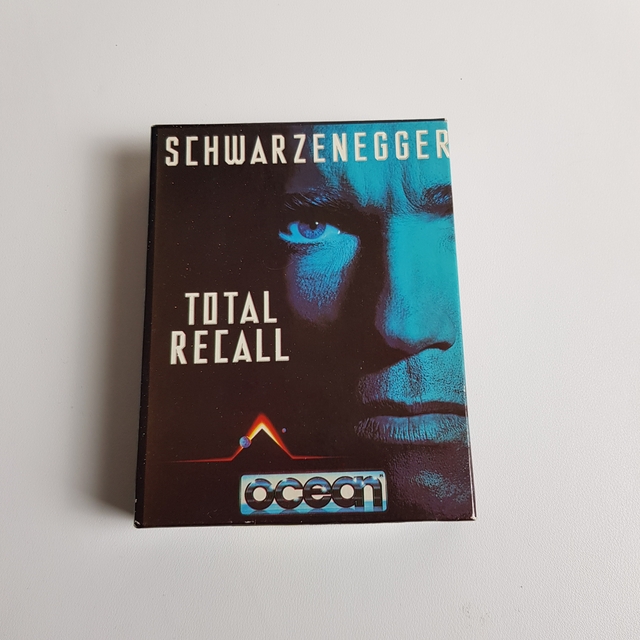 SCHWARZENEGGER
TOTAL
RECALL
ocean